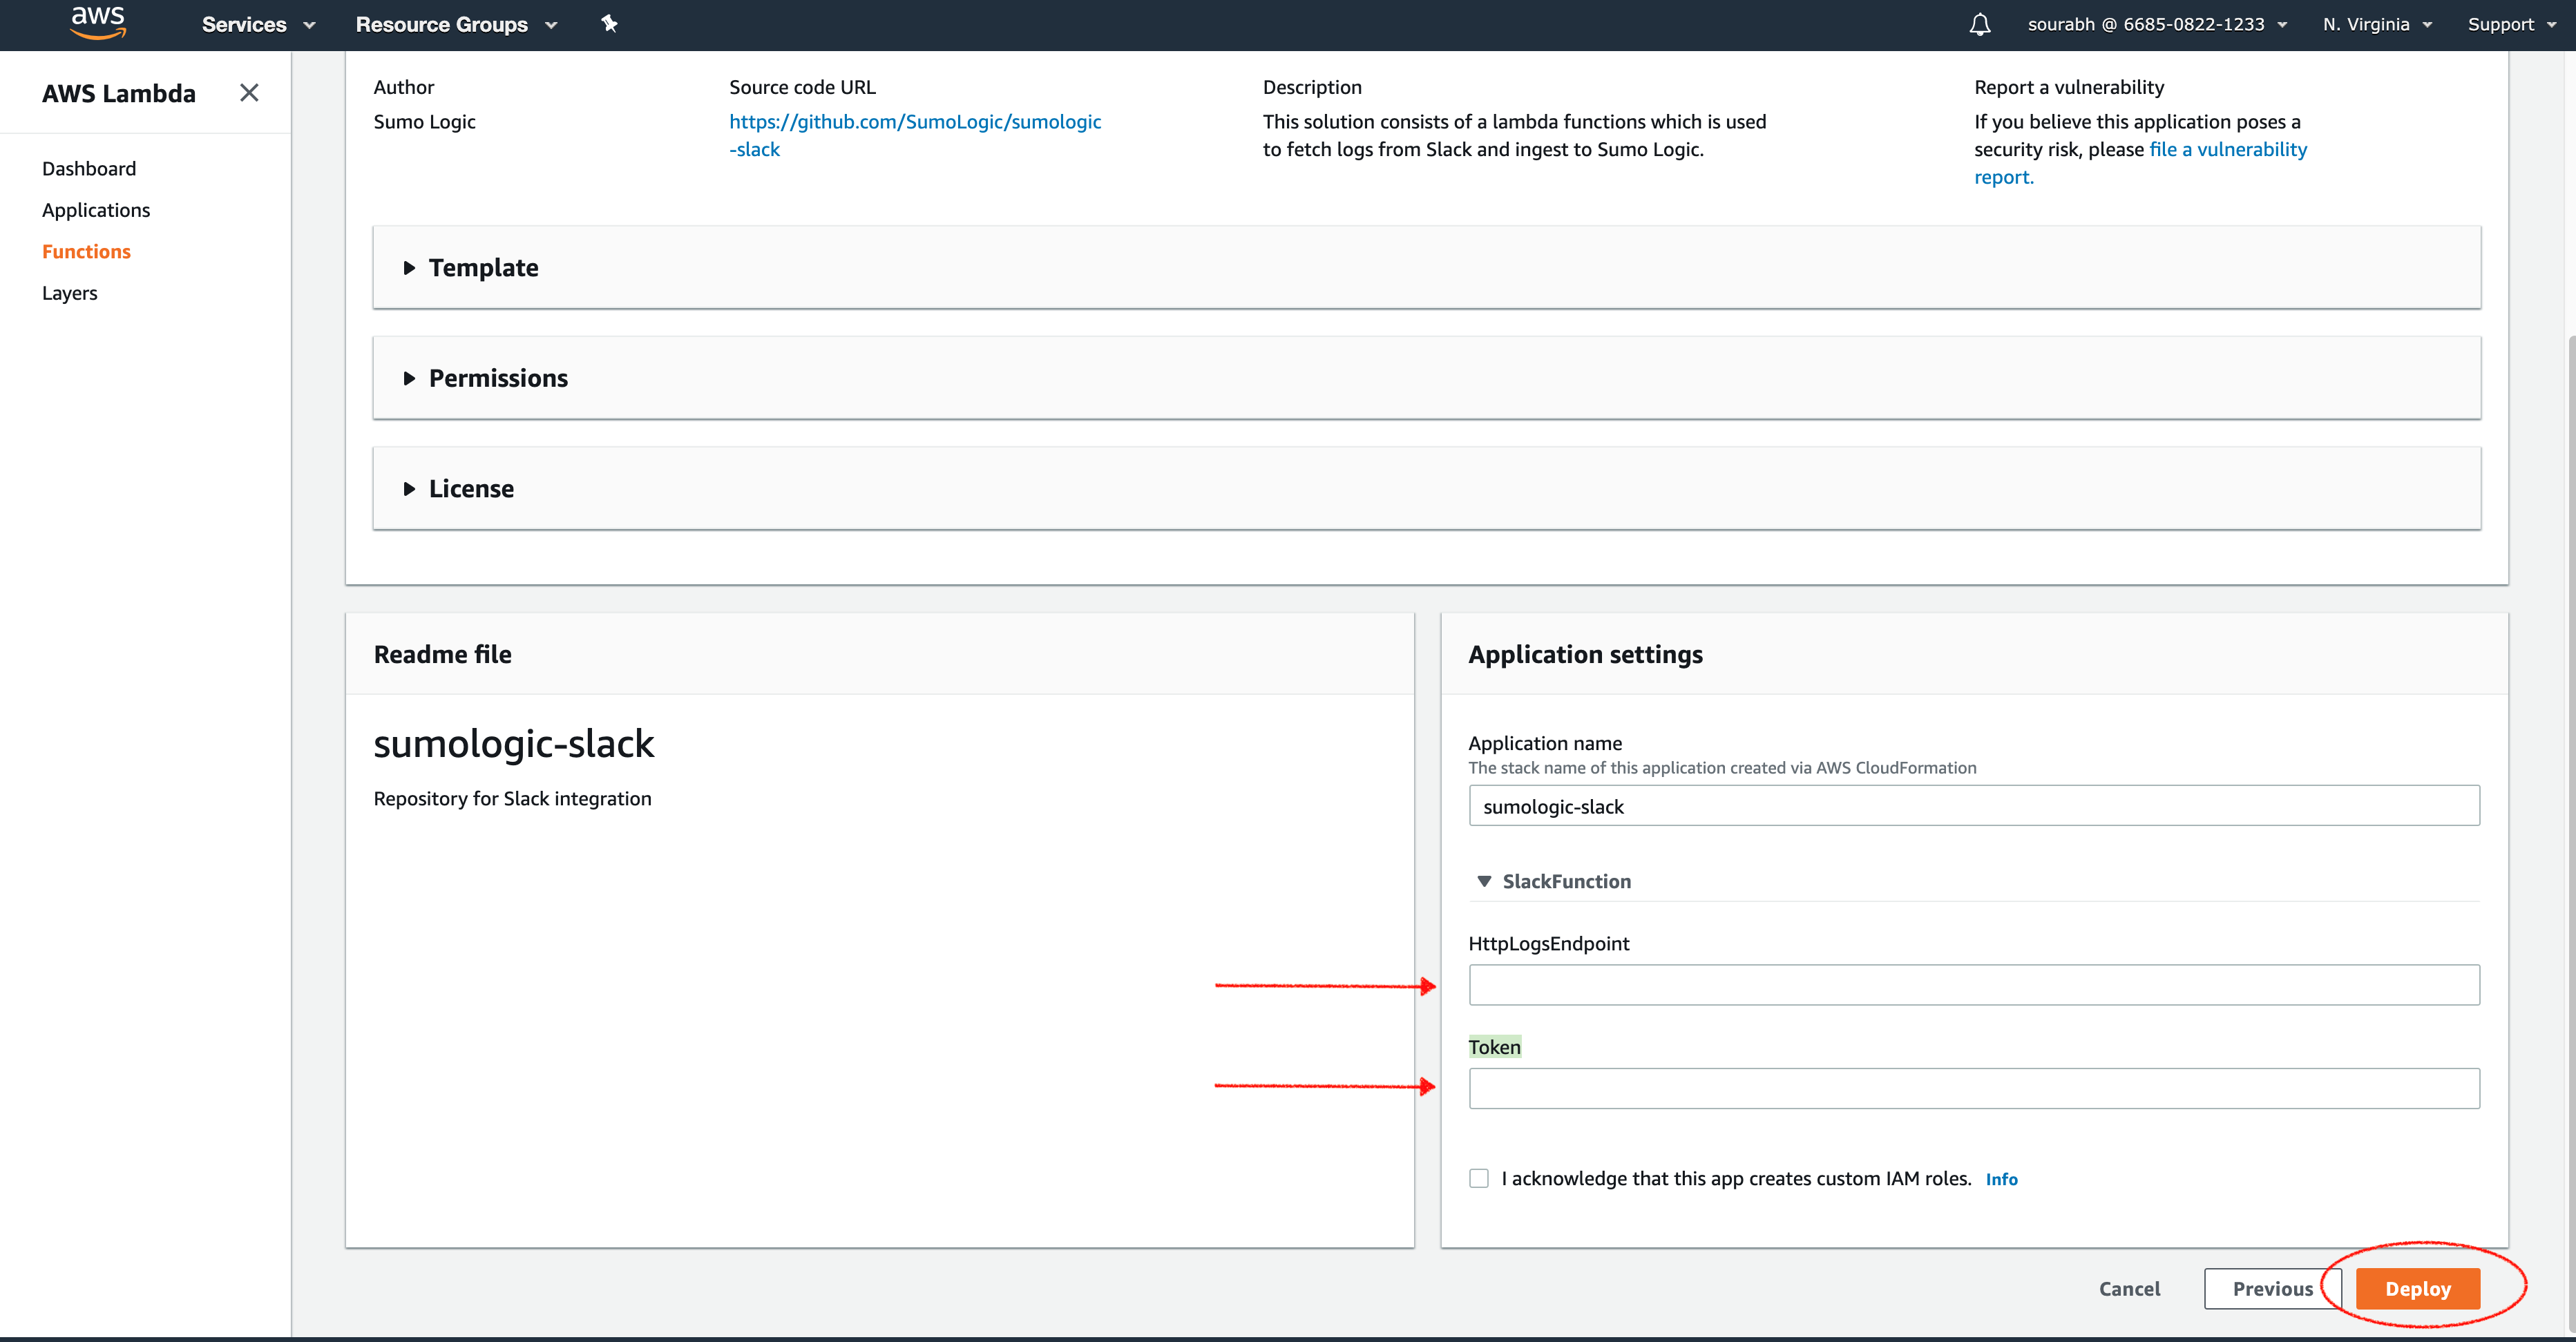 aws
Services
Resource Groups
sourabh @ 6685-0822-1233
N. Virginia
Support
AWS Lambda
Dashboard
Applications
Functions
Layers
Author
Sumo Logic
Source code URL
https://github.com/SumoLogic/sumologic
-slack
Description
This solution consists of a lambda functions which is used
to fetch logs from Slack and ingest to Sumo Logic.
Report a vulnerability
If you believe this application poses a
security risk, please file a vulnerability
report.
Template
Permissions
License
Readme file
sumologic-slack
Repository for Slack integration
Application settings
Application name
The stack name of this application created via AWS CloudFormation
sumologic-slack
SlackFunction
HttpLogsEndpoint
Token
I acknowledge that this app creates custom IAM roles. Info
Cancel
Previous
Deploy